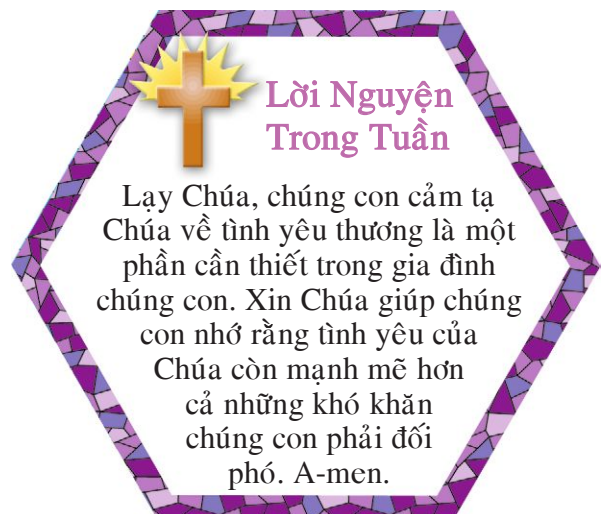 Lời Nguyện
Trong Tuần
Lạy Chúa, chúng con cảm tạ
Chúa về tình yêu thương là một
phần cần thiết trong gia đình
chúng con. Xin Chúa giúp chúng
con nhớ rằng tình yêu của
Chúa còn mạnh mẽ hơn
cả những khó khăn
chúng con phải đối
phó. A-men.